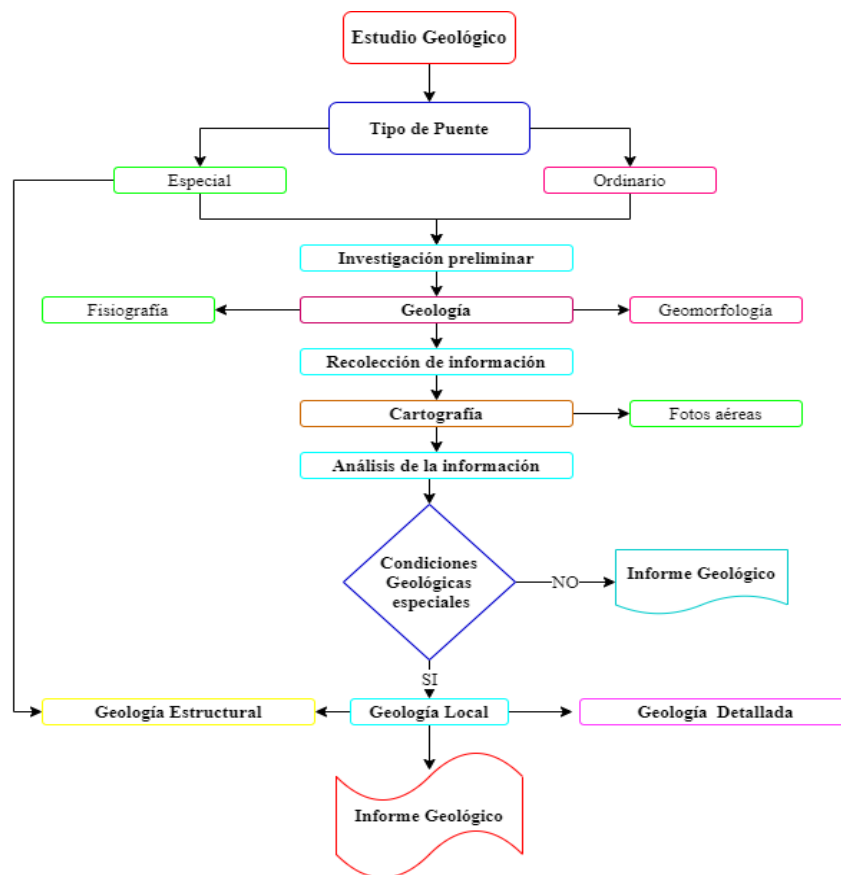 Estudio Geológico
Tipo de Puente
Especial
Ordinario
Investigación preliminar
Fisiografía
Geología
Geomorfología
Recolección de información
Cartografía
Fotos aéreas
Análisis de la información
Condiciones
Geológicas
especiales
NO
Informe Geológico
SI
Geología Estructural
Geología Local
Geología Detallada
Informe Geológico